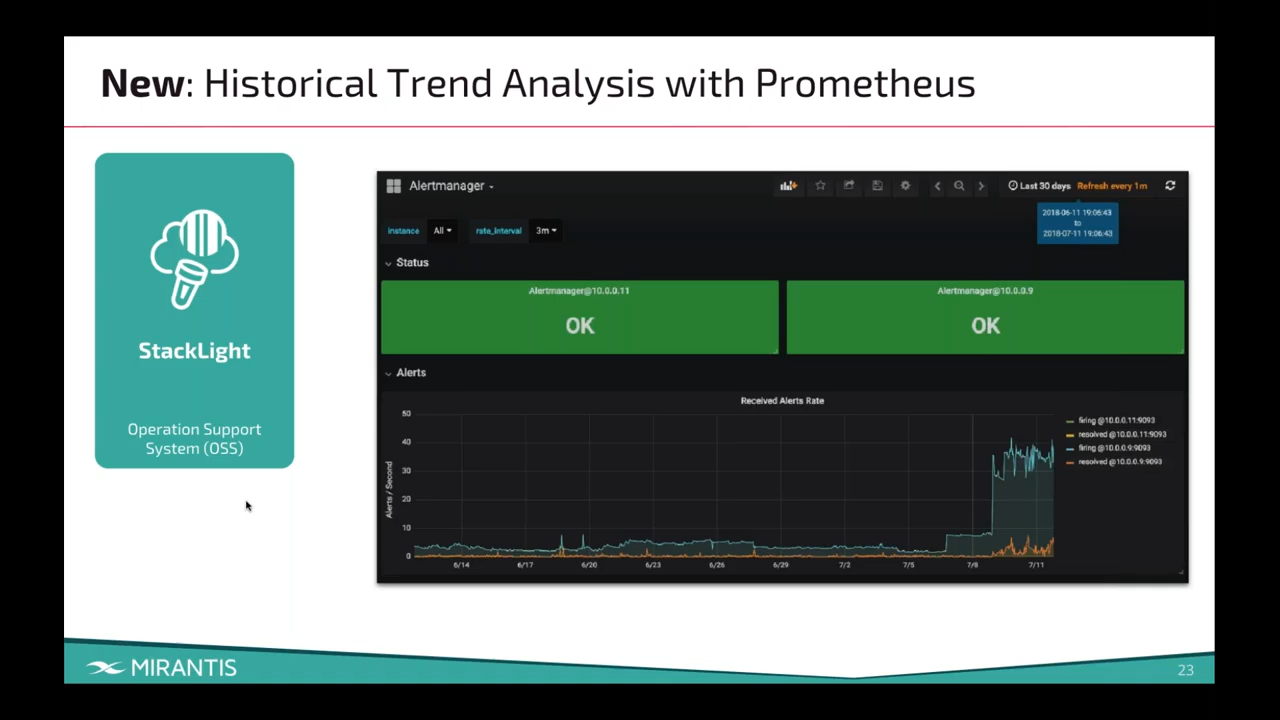 New: Historical Trend Analysis with Prometheus
StackLight
Operation Support
System (OSS)
Alertmanager
Last 30 days Refresh every 1m
2018-06-11 19:06:43
to
2018-07-11 19:06:43
instance All rate_interval 3m
Status
Alertmanager@10.0.0.11
OK
Alertmanager@10.0.0.9
OK
Alerts
Received Alerts Rate
Alerts / Second
50
40
30
20
10
0
6/14 6/17 6/20 6/23 6/26 6/29 7/2 7/5 7/8 7/11
firing @10.0.0.11:9093
resolved @10.0.0.11:9093
firing @10.0.0.9:9093
resolved @10.0.0.9:9093
MIRANTIS
23